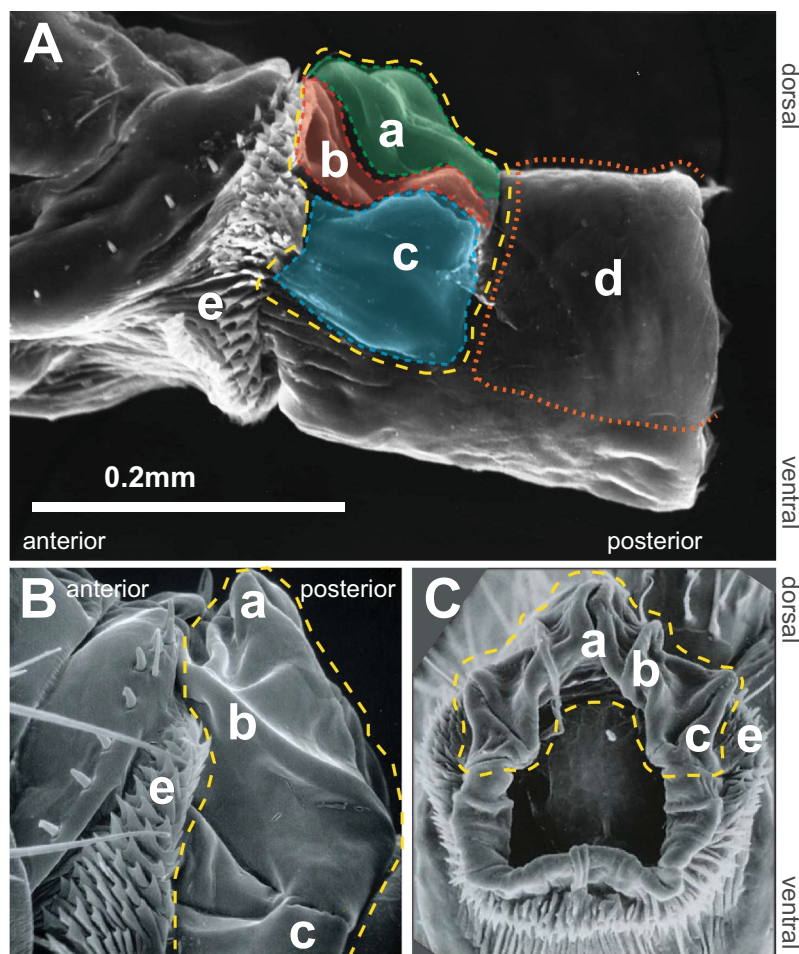 A
dorsal
a
b
c
d
e
0.2mm
ventral
anterior
posterior
B
anterior
posterior
a
b
e
c
C
dorsal
a
b
c
e
ventral